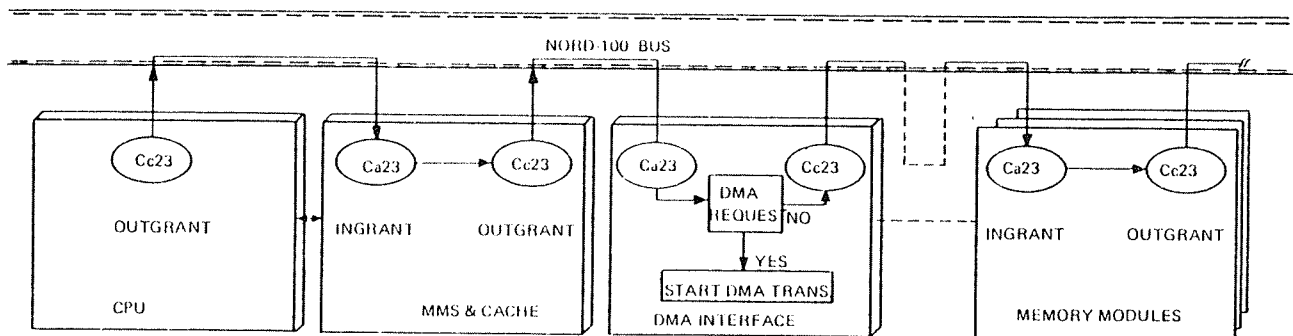 NORD-100 BUS
Cc23
OUTGRANT
CPU
Ca23
Cc23
INGRANT
OUTGRANT
MMS & CACHE
Ca23
Cc23
DMA
REQUEST
NO
YES
START DMA TRANS.
DMA INTERFACE
Ca23
Cc23
INGRANT
OUTGRANT
MEMORY MODULES